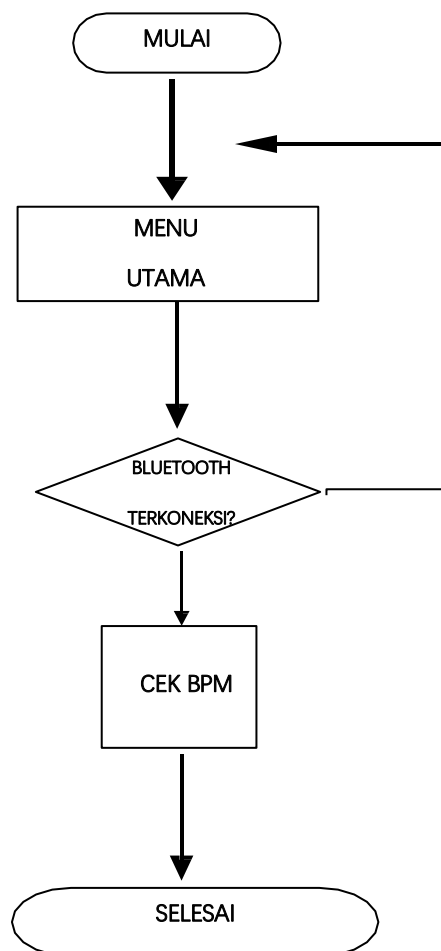 MULAI
MENU
UTAMA
BLUETOOTH
TERKONEKSI?
CEK BPM
SELESAI